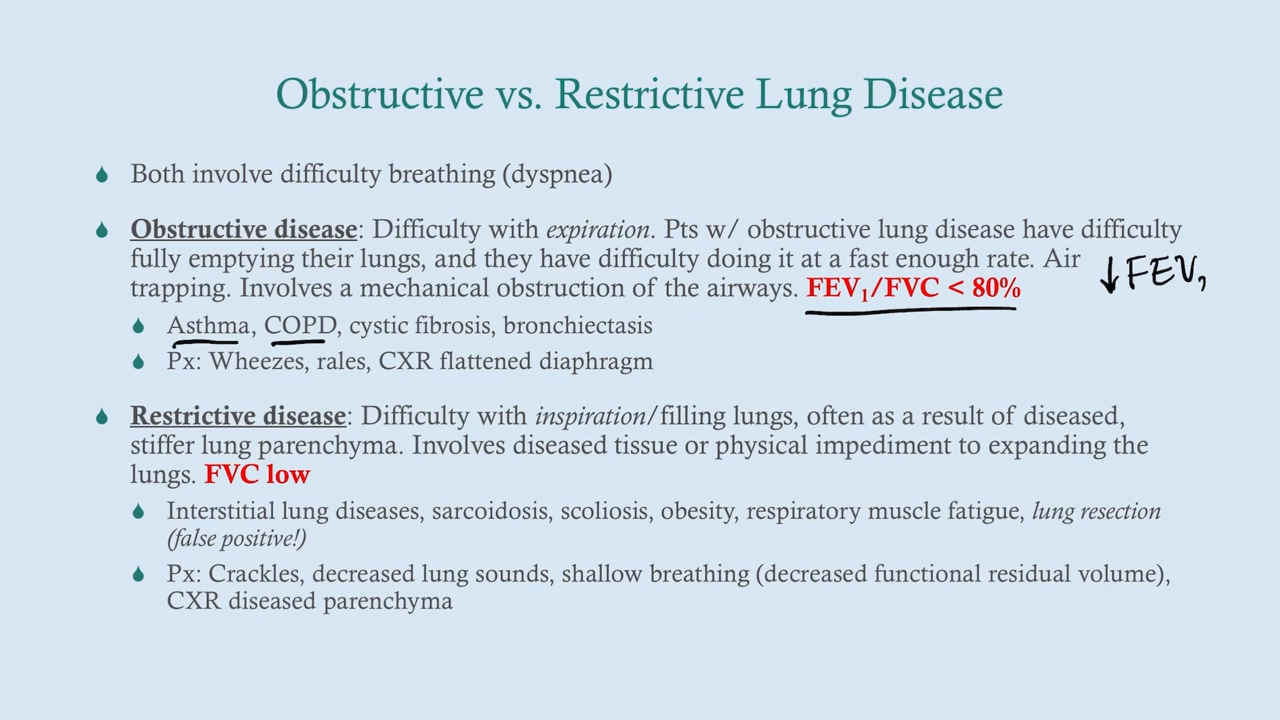 Obstructive vs. Restrictive Lung Disease
Both involve difficulty breathing (dyspnea)
Obstructive disease: Difficulty with expiration. Pts w/ obstructive lung disease have difficulty
fully emptying their lungs, and they have difficulty doing it at a fast enough rate. Air
trapping. Involves a mechanical obstruction of the airways. FEV₁/FVC < 80%
↓FEV₁
Asthma, COPD, cystic fibrosis, bronchiectasis
Px: Wheezes, rales, CXR flattened diaphragm
Restrictive disease: Difficulty with inspiration/filling lungs, often as a result of diseased,
stiffer lung parenchyma. Involves diseased tissue or physical impediment to expanding the
lungs. FVC low
Interstitial lung diseases, sarcoidosis, scoliosis, obesity, respiratory muscle fatigue, lung resection
(false positive!)
Px: Crackles, decreased lung sounds, shallow breathing (decreased functional residual volume),
CXR diseased parenchyma